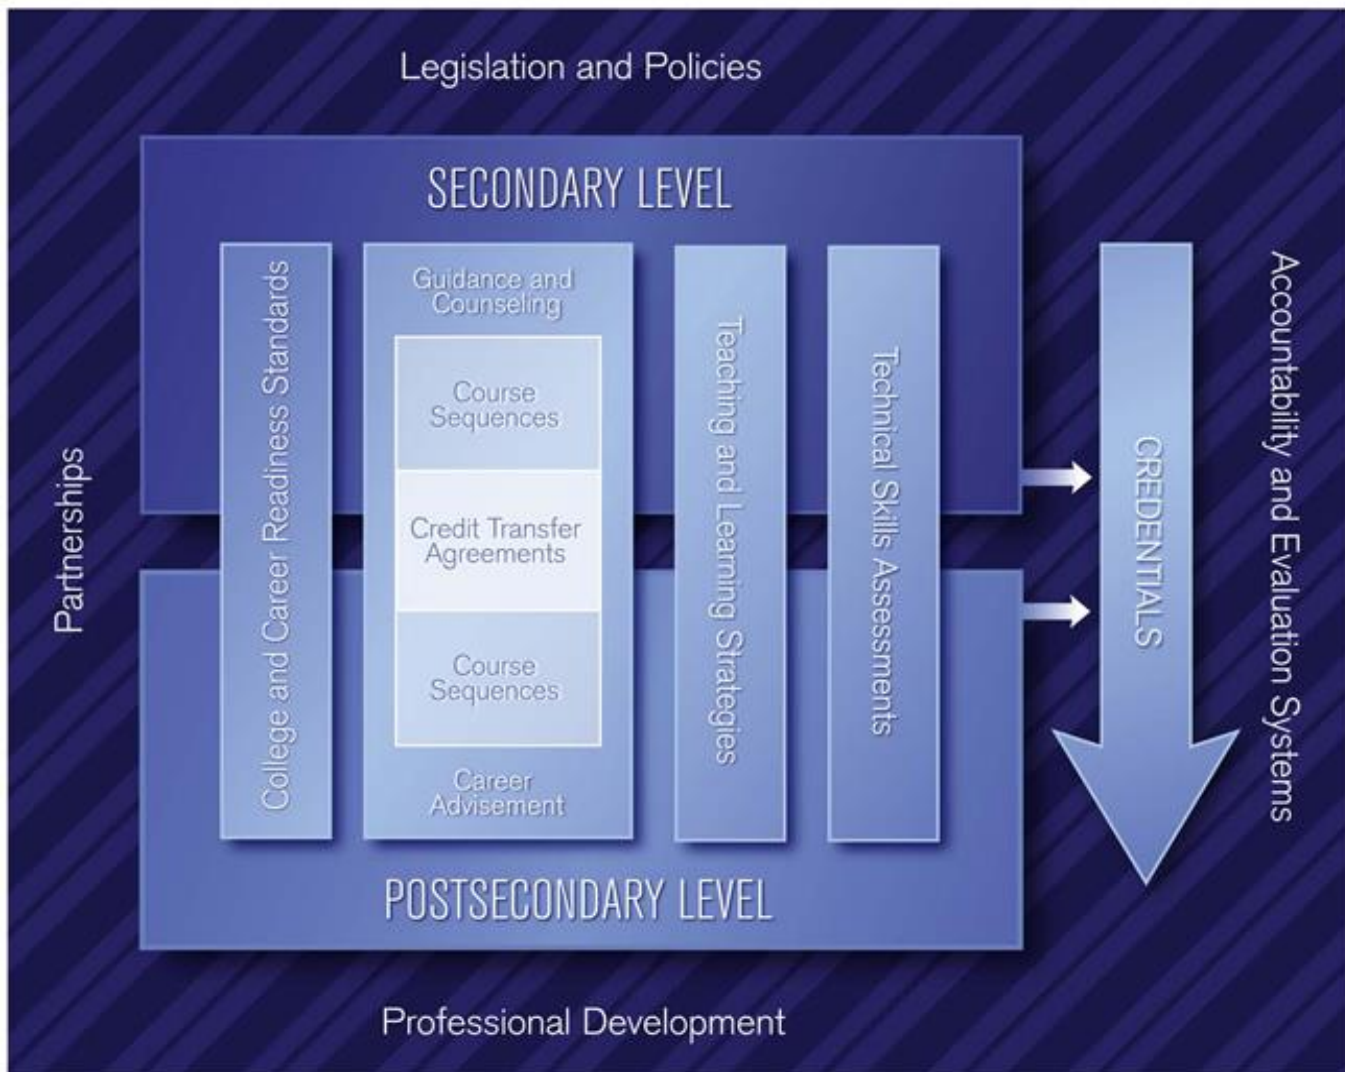 Legislation and Policies
SECONDARY LEVEL
Partnerships
College and Career Readiness Standards
Guidance and
Counseling
Course
Sequences
Credit Transfer
Agreements
Course
Sequences
Career
Advisement
Teaching and Learning Strategies
Technical Skills Assessments
CREDENTIALS
Accountability and Evaluation Systems
POSTSECONDARY LEVEL
Professional Development